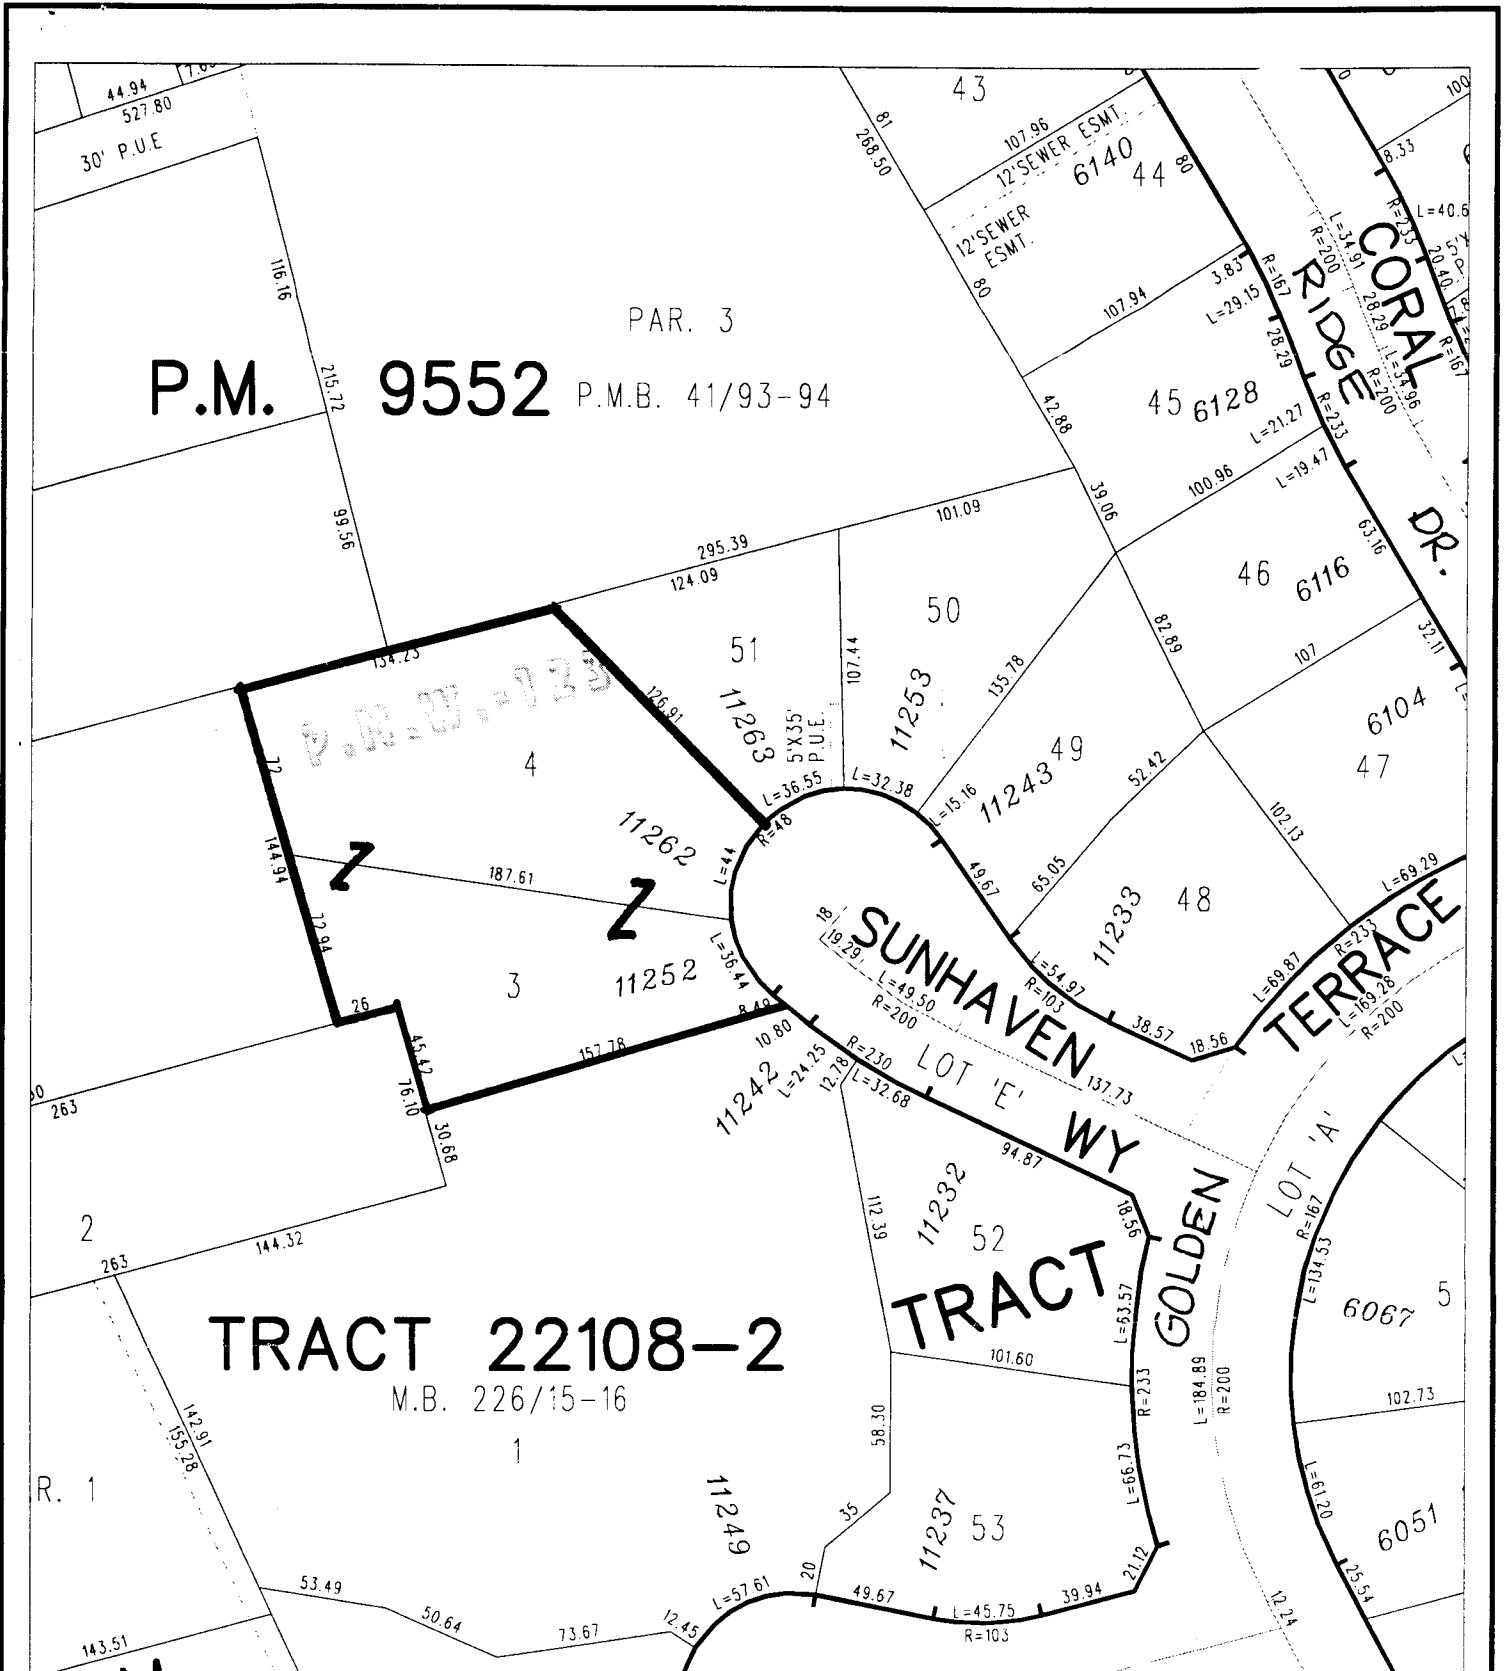 44.94
527.80
30' P.U.E
116.16
215.72
99.56
PAR. 3
P.M. 9552 P.M.B. 41/93-94
43
81
268.50
107.96
12'SEWER ESMT.
6140
44
80
12'SEWER
ESMT.
80
107.94
3.83
R=167
L=29.15
28.29
RIDGE
CORAL
DR.
L=34.91
R=200
28.29
L=34.96
R=200
100
8.33
R=233
L=40.6
20.40
R=167
45 6128
42.88
L=21.27
R=233
L=19.47
100.96
39.06
63.16
101.09
295.39
124.09
46 6116
32.11
82.89
107
6104
47
50
51
107.44
135.78
11253
11263
5'X35'
P.U.E.
134.23
P.N.W.-123
126.91
4
72
144.94
72.94
11262
187.61
Z
Z
L=44
R=48
L=36.55
L=32.38
L=15.16
49
11243
52.42
102.13
49.67
65.05
48
11233
L=69.29
R=233
L=69.87
TERRACE
L=169.28
R=200
18
19.29
L=49.50
R=200
SUNHAVEN
WY
L=54.97
R=103
38.57
18.56
137.73
LOT 'E'
3
11252
L=36.44
8.49
10.80
157.78
26
45.42
76.10
30.68
263
11242
L=24.25
12.78
R=230
L=32.68
94.87
18.56
2
263
144.32
112.39
11232
52
TRACT
GOLDEN
LOT 'A'
R=167
L=134.53
6067
5
L=63.57
R=233
L=184.89
R=200
101.60
102.73
TRACT 22108-2
M.B. 226/15-16
1
142.91
155.28
R. 1
58.30
35
20
11249
11237
53
L=66.73
21.12
L=61.20
6051
25.54
12.24
53.49
50.64
73.67
12.45
L=57.61
49.67
L=45.75
R=103
39.94
143.51